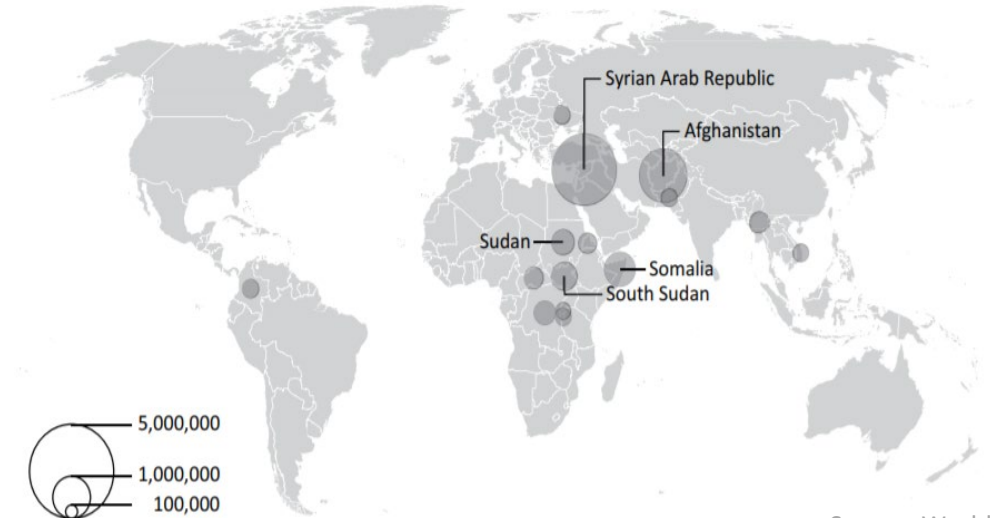 Syrian Arab Republic
Afghanistan
Sudan
Somalia
South Sudan
5,000,000
1,000,000
100,000